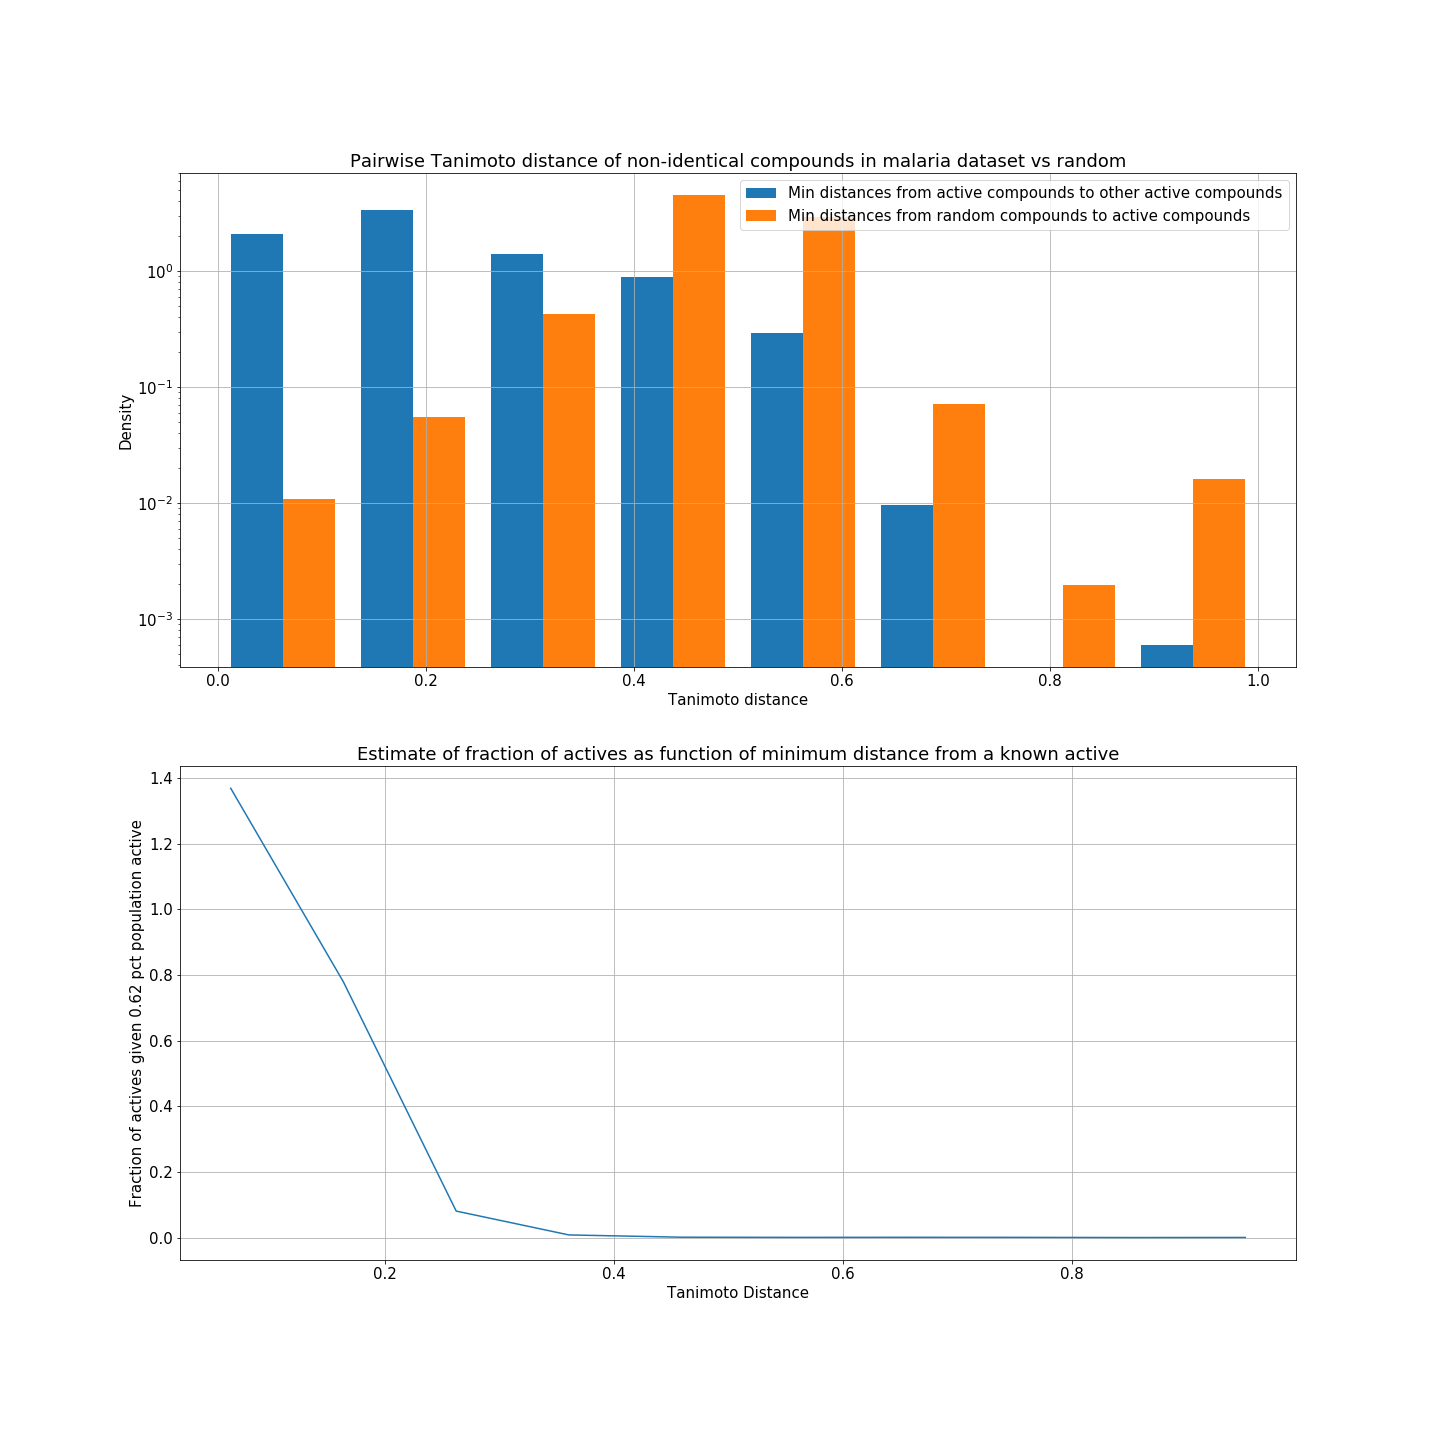 Pairwise Tanimoto distance of non-identical compounds in malaria dataset vs random
Min distances from active compounds to other active compounds
Min distances from random compounds to active compounds
10⁰
10⁻¹
10⁻²
10⁻³
Density
0.0 0.2 0.4 0.6 0.8 1.0
Tanimoto distance
Estimate of fraction of actives as function of minimum distance from a known active
1.4
1.2
1.0
0.8
0.6
0.4
0.2
0.0
Fraction of actives given 0.62 pct population active
0.2 0.4 0.6 0.8
Tanimoto Distance